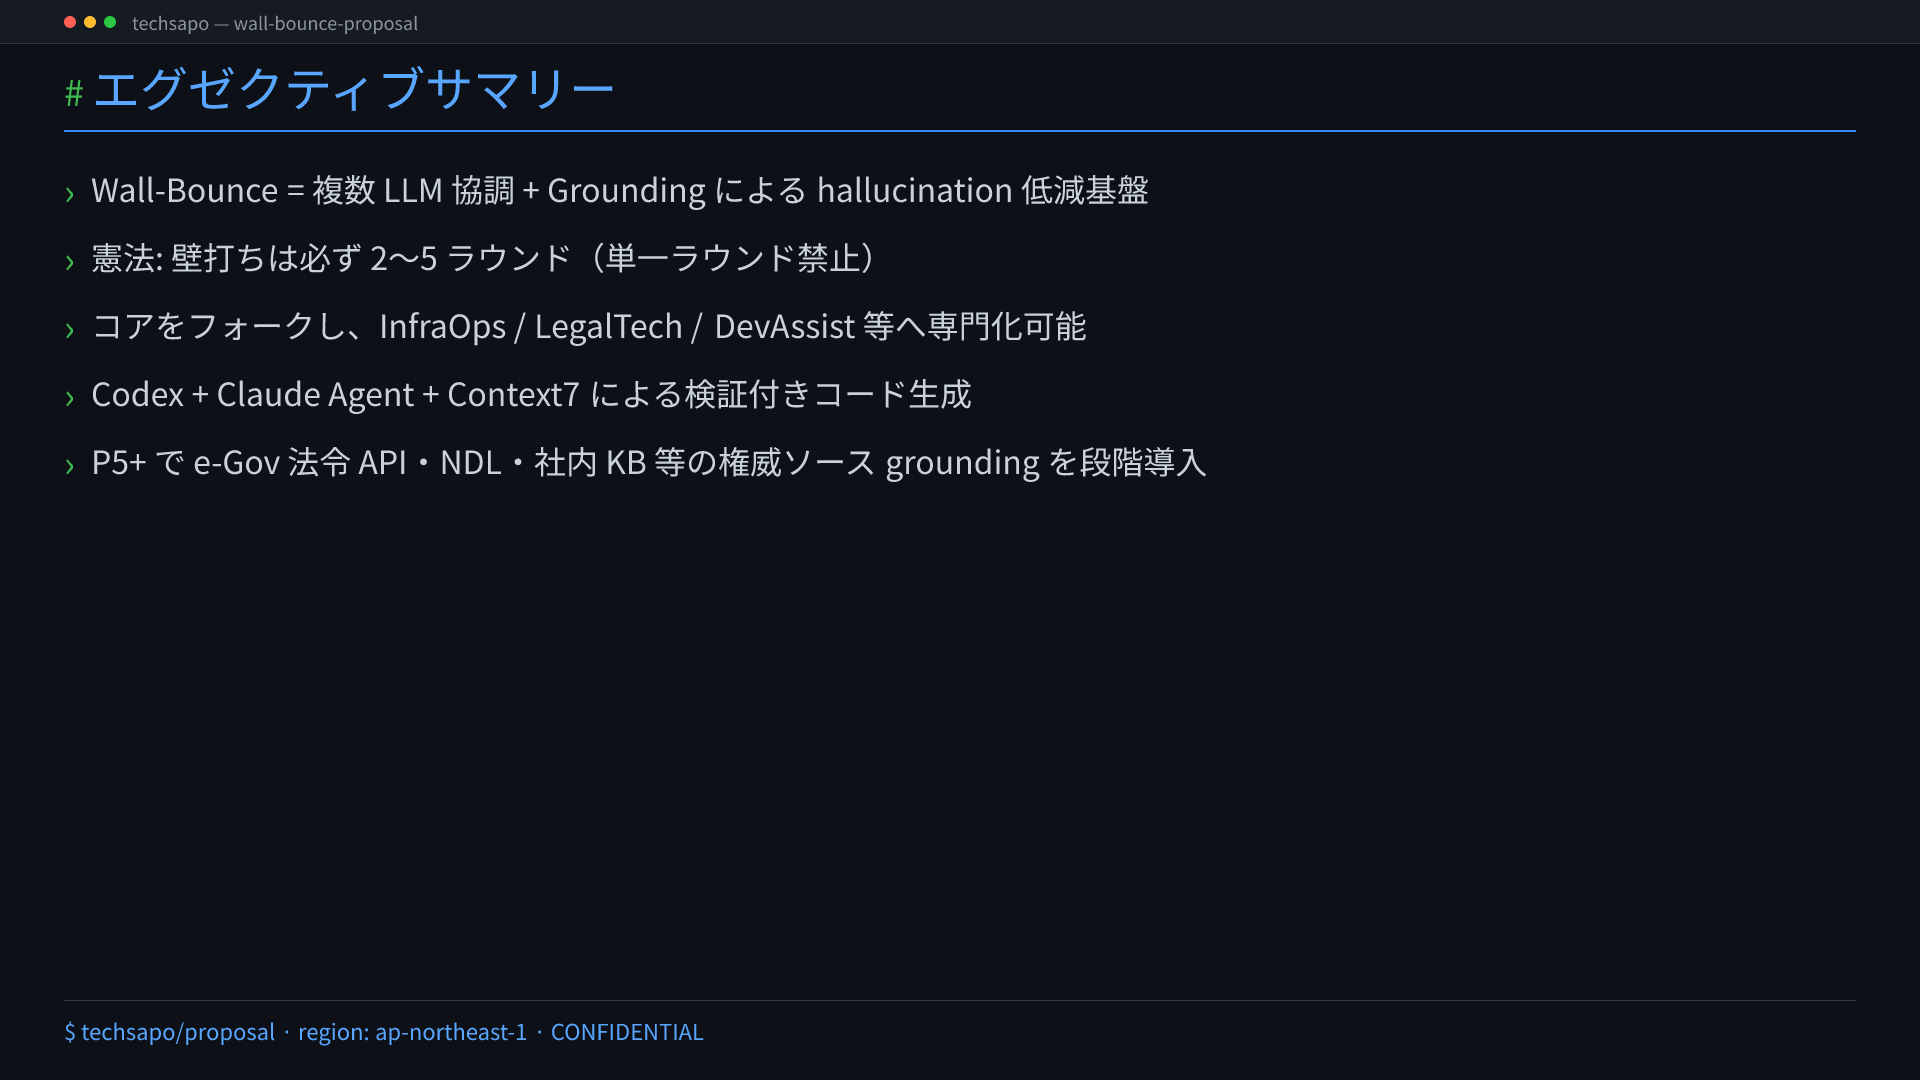 techsapo — wall-bounce-proposal
# エグゼクティブサマリー
› Wall-Bounce = 複数 LLM 協調 + Grounding による hallucination 低減基盤
› 憲法: 壁打ちは必ず 2〜5 ラウンド（単一ラウンド禁止）
› コアをフォークし、InfraOps / LegalTech / DevAssist 等へ専門化可能
› Codex + Claude Agent + Context7 による検証付きコード生成
› P5+ で e-Gov 法令 API・NDL・社内 KB 等の権威ソース grounding を段階導入
$ techsapo/proposal · region: ap-northeast-1 · CONFIDENTIAL